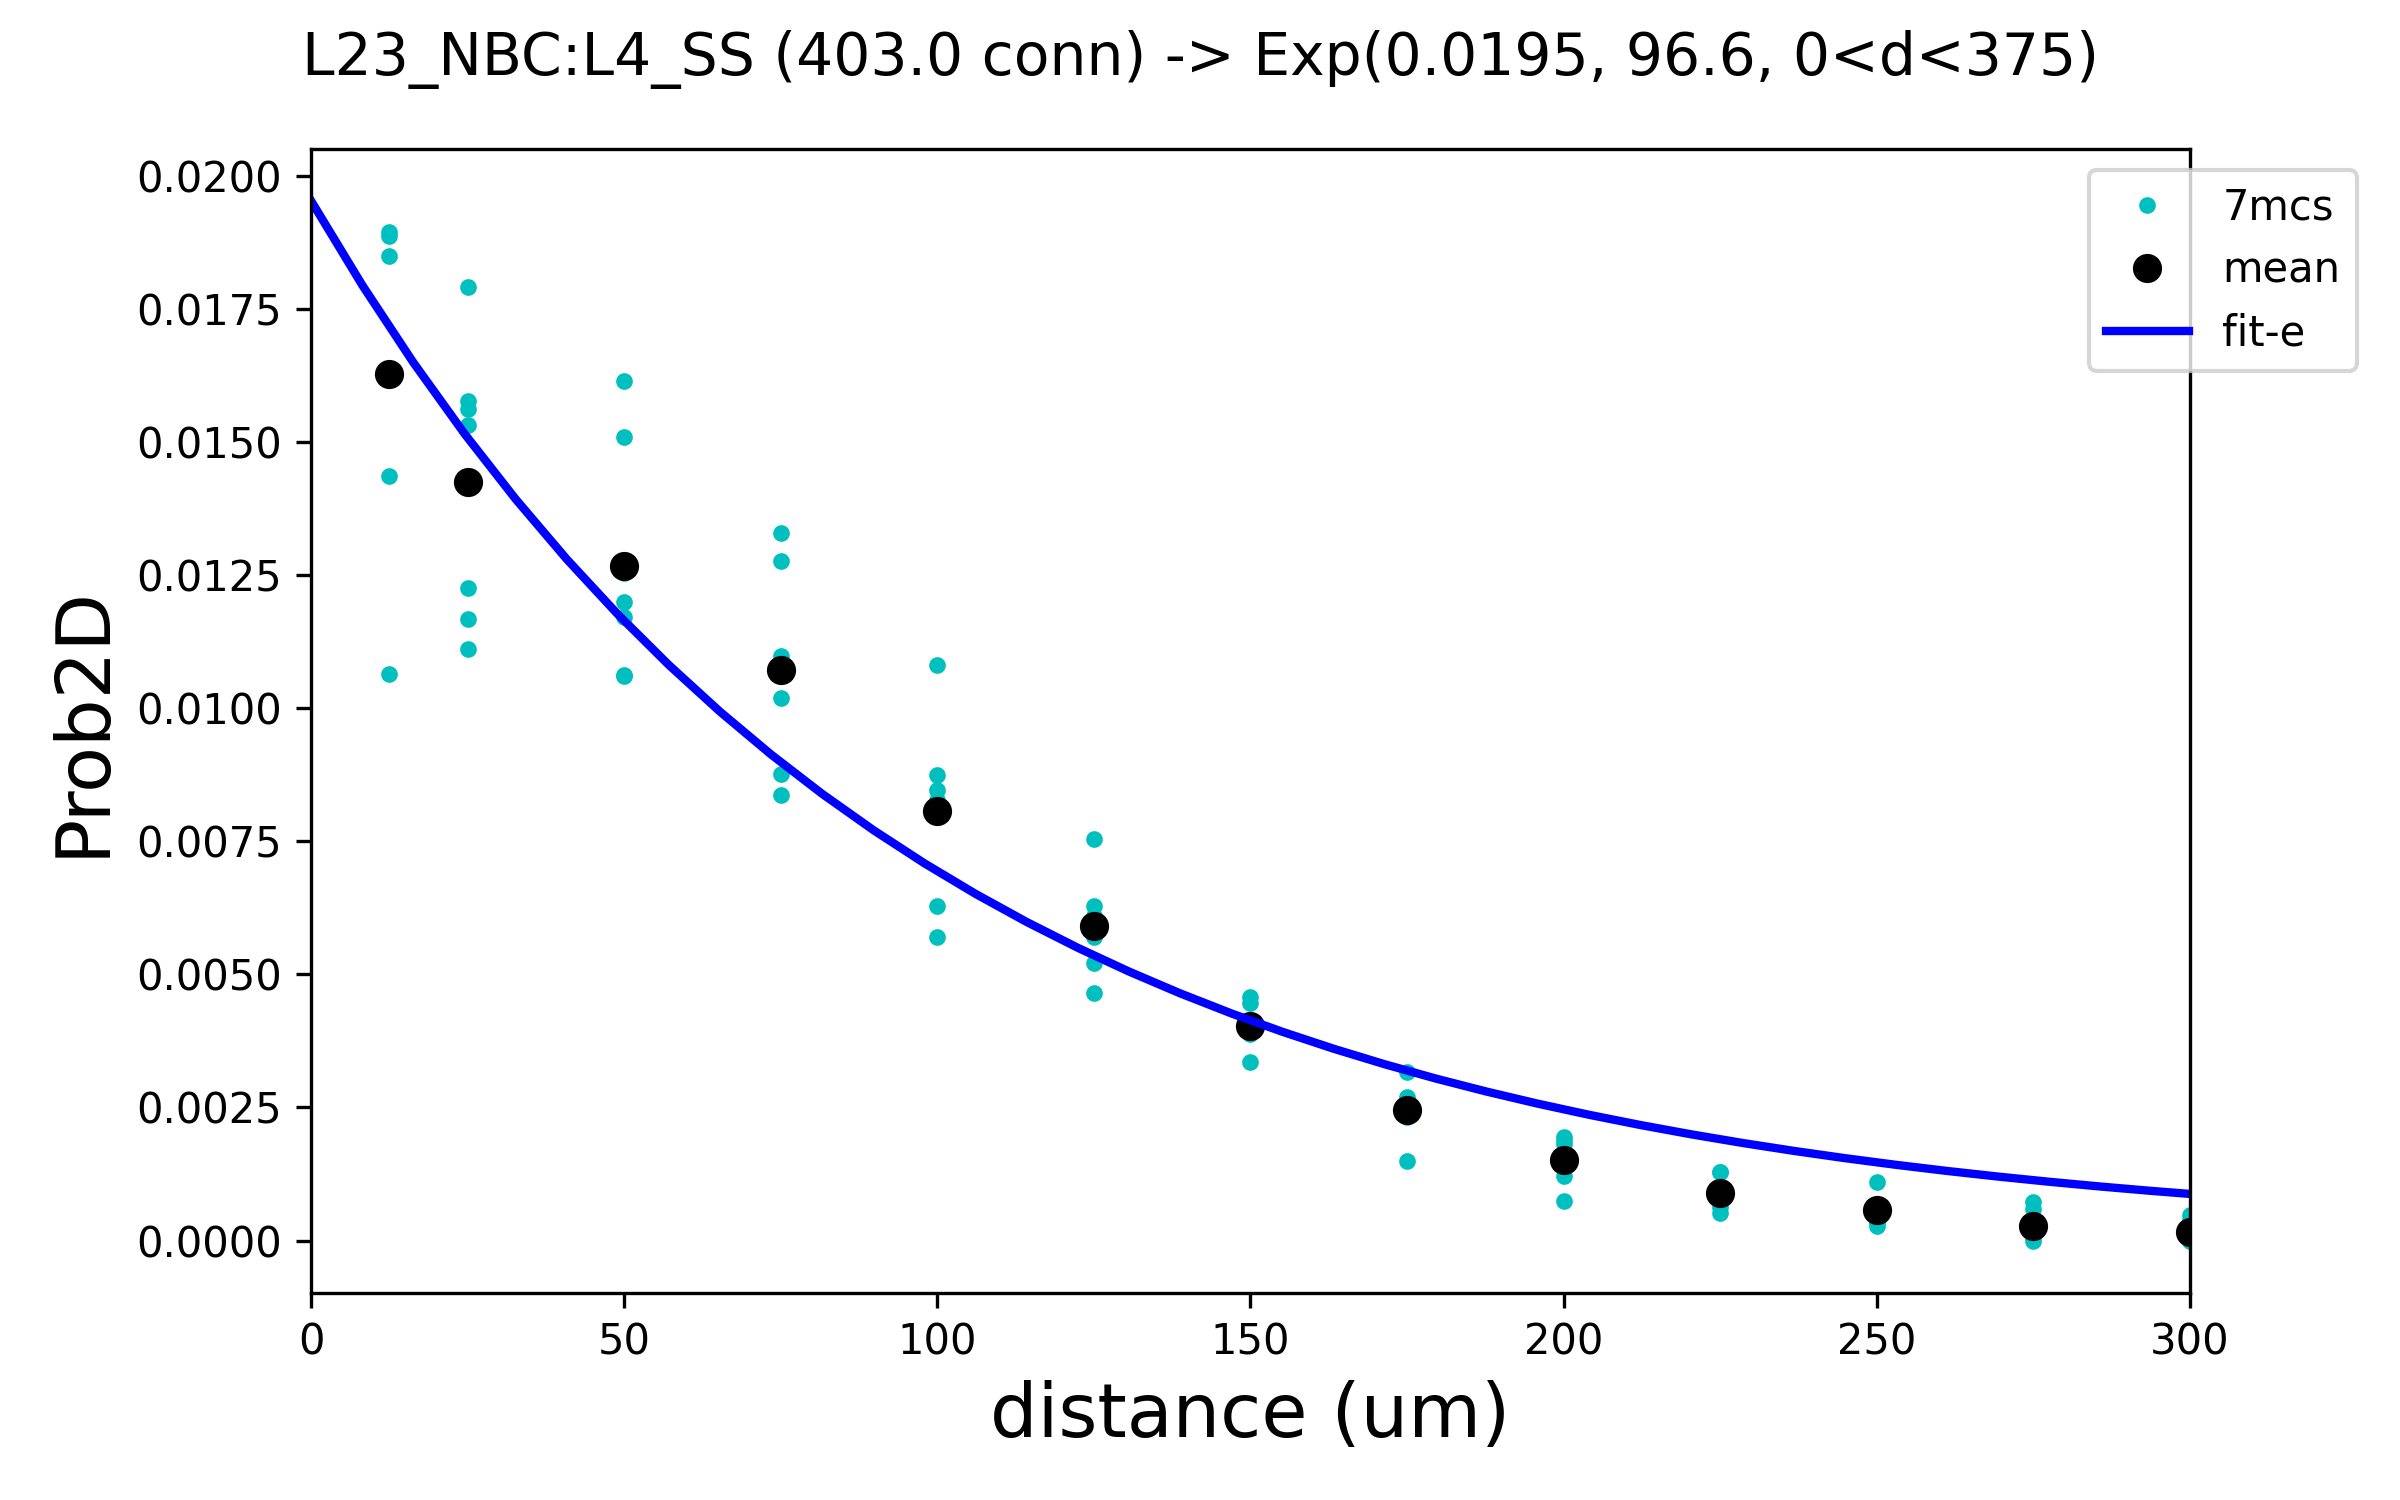 L23_NBC:L4_SS (403.0 conn) -> Exp(0.0195, 96.6, 0<d<375)
7mcs
mean
fit-e
Prob2D
0.0200
0.0175
0.0150
0.0125
0.0100
0.0075
0.0050
0.0025
0.0000
0 50 100 150 200 250 300
distance (um)